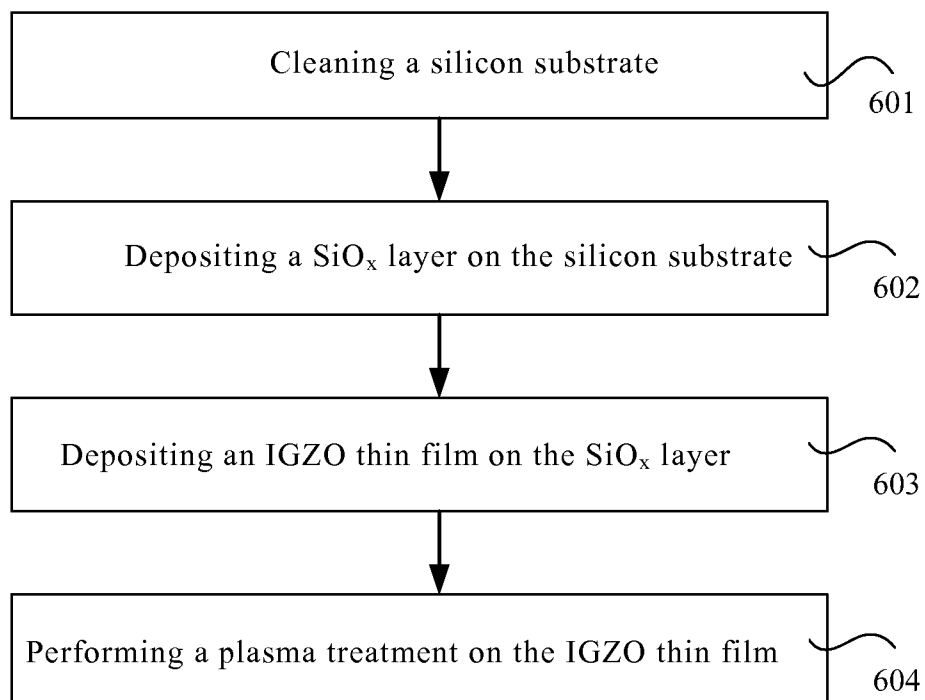 Cleaning a silicon substrate
601
Depositing a SiOₓ layer on the silicon substrate
602
Depositing an IGZO thin film on the SiOₓ layer
603
Performing a plasma treatment on the IGZO thin film
604